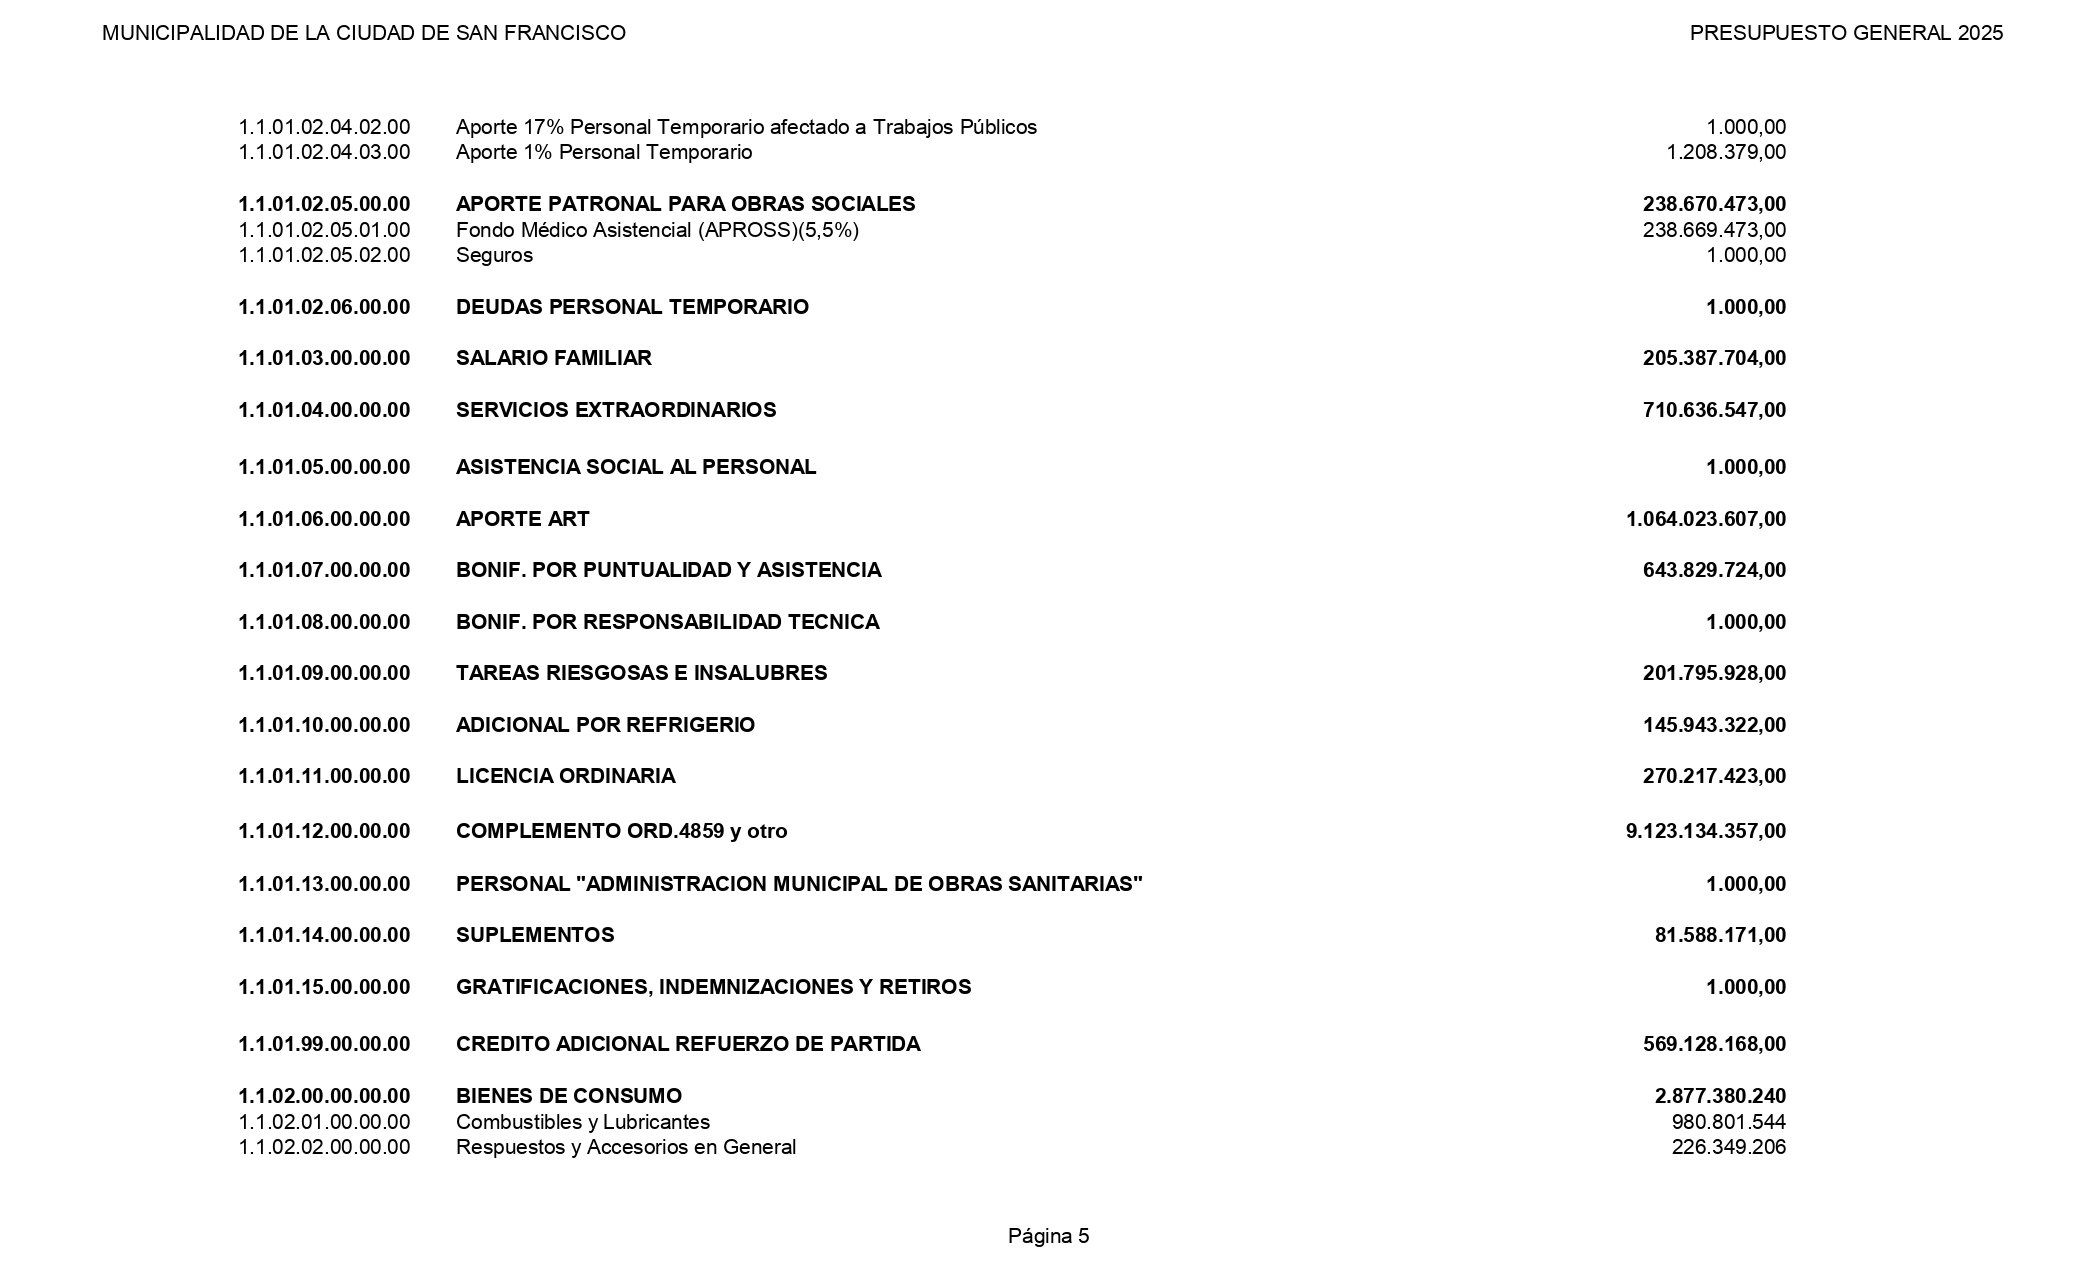 MUNICIPALIDAD DE LA CIUDAD DE SAN FRANCISCO PRESUPUESTO GENERAL 2025
1.1.01.02.04.02.00 Aporte 17% Personal Temporario afectado a Trabajos Públicos 1.000,00
1.1.01.02.04.03.00 Aporte 1% Personal Temporario 1.208.379,00
1.1.01.02.05.00.00 APORTE PATRONAL PARA OBRAS SOCIALES 238.670.473,00
1.1.01.02.05.01.00 Fondo Médico Asistencial (APROSS)(5,5%) 238.669.473,00
1.1.01.02.05.02.00 Seguros 1.000,00
1.1.01.02.06.00.00 DEUDAS PERSONAL TEMPORARIO 1.000,00
1.1.01.03.00.00.00 SALARIO FAMILIAR 205.387.704,00
1.1.01.04.00.00.00 SERVICIOS EXTRAORDINARIOS 710.636.547,00
1.1.01.05.00.00.00 ASISTENCIA SOCIAL AL PERSONAL 1.000,00
1.1.01.06.00.00.00 APORTE ART 1.064.023.607,00
1.1.01.07.00.00.00 BONIF. POR PUNTUALIDAD Y ASISTENCIA 643.829.724,00
1.1.01.08.00.00.00 BONIF. POR RESPONSABILIDAD TECNICA 1.000,00
1.1.01.09.00.00.00 TAREAS RIESGOSAS E INSALUBRES 201.795.928,00
1.1.01.10.00.00.00 ADICIONAL POR REFRIGERIO 145.943.322,00
1.1.01.11.00.00.00 LICENCIA ORDINARIA 270.217.423,00
1.1.01.12.00.00.00 COMPLEMENTO ORD.4859 y otro 9.123.134.357,00
1.1.01.13.00.00.00 PERSONAL "ADMINISTRACION MUNICIPAL DE OBRAS SANITARIAS" 1.000,00
1.1.01.14.00.00.00 SUPLEMENTOS 81.588.171,00
1.1.01.15.00.00.00 GRATIFICACIONES, INDEMNIZACIONES Y RETIROS 1.000,00
1.1.01.99.00.00.00 CREDITO ADICIONAL REFUERZO DE PARTIDA 569.128.168,00
1.1.02.00.00.00.00 BIENES DE CONSUMO 2.877.380.240
1.1.02.01.00.00.00 Combustibles y Lubricantes 980.801.544
1.1.02.02.00.00.00 Respuestos y Accesorios en General 226.349.206
Página 5